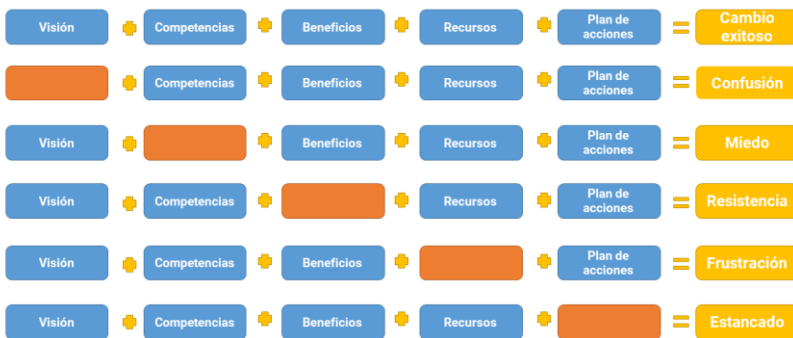 Visión + Competencias + Beneficios + Recursos + Plan de acciones = Cambio exitoso
+ Competencias + Beneficios + Recursos + Plan de acciones = Confusión
Visión + + Beneficios + Recursos + Plan de acciones = Miedo
Visión + Competencias + + Recursos + Plan de acciones = Resistencia
Visión + Competencias + Beneficios + + Plan de acciones = Frustración
Visión + Competencias + Beneficios + Recursos + = Estancado